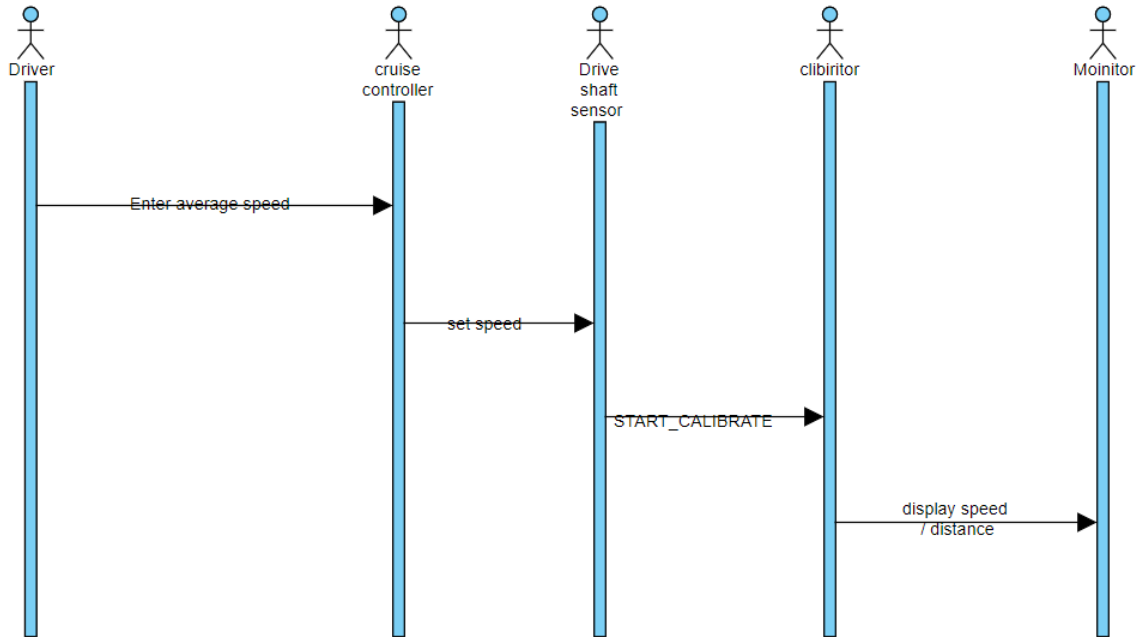 Driver
cruise
controller
Drive
shaft
sensor
clibiritor
Moinitor
Enter average speed
set speed
START_CALIBRATE
display speed
/ distance